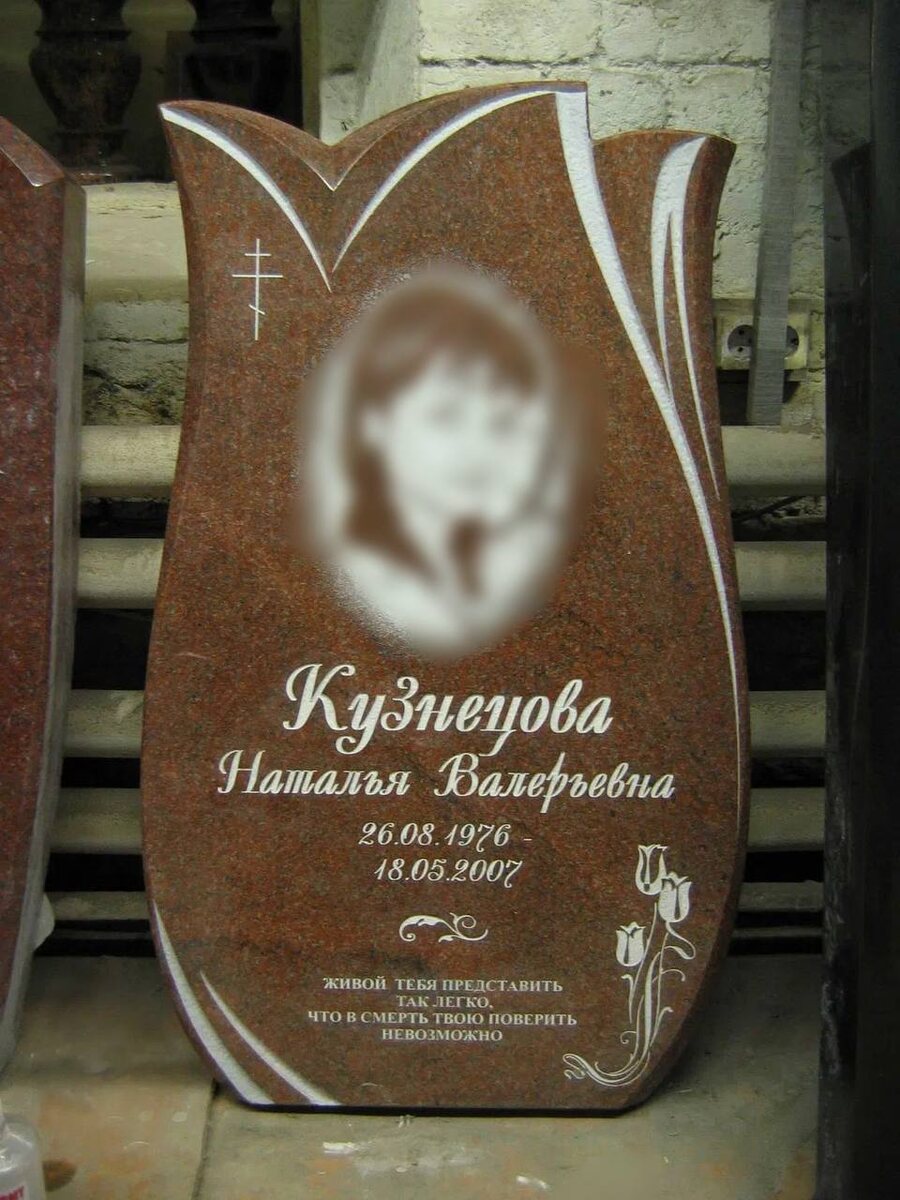 Кузнецова
Наталья Валерьевна
26.08.1976 -
18.05.2007
ЖИВОЙ ТЕБЯ ПРЕДСТАВИТЬ
ТАК ЛЕГКО,
ЧТО В СМЕРТЬ ТВОЮ ПОВЕРИТЬ
НЕВОЗМОЖНО